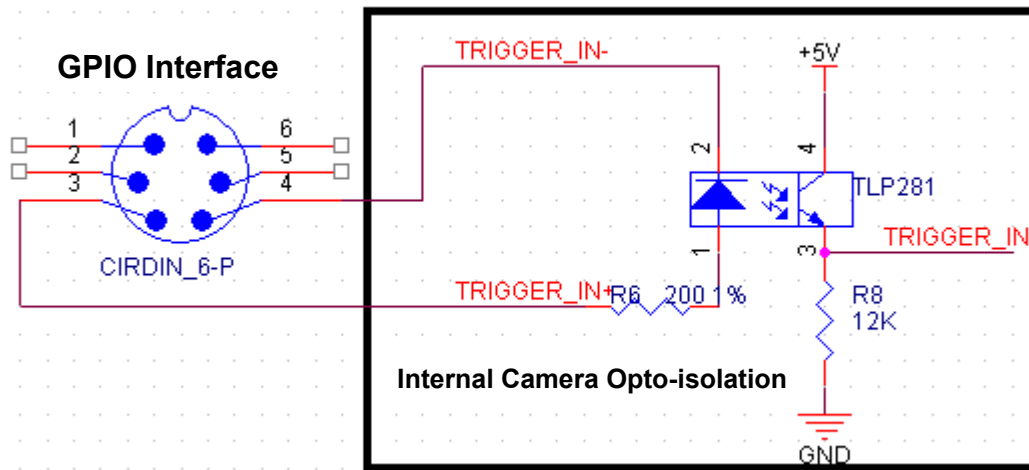 GPIO Interface
1
2
3
6
5
4
CIRDIN_6-P
TRIGGER_IN-
TRIGGER_IN+
R6 200 1%
+5V
2
4
TLP281
1
3
TRIGGER_IN
R8
12K
Internal Camera Opto-isolation
GND